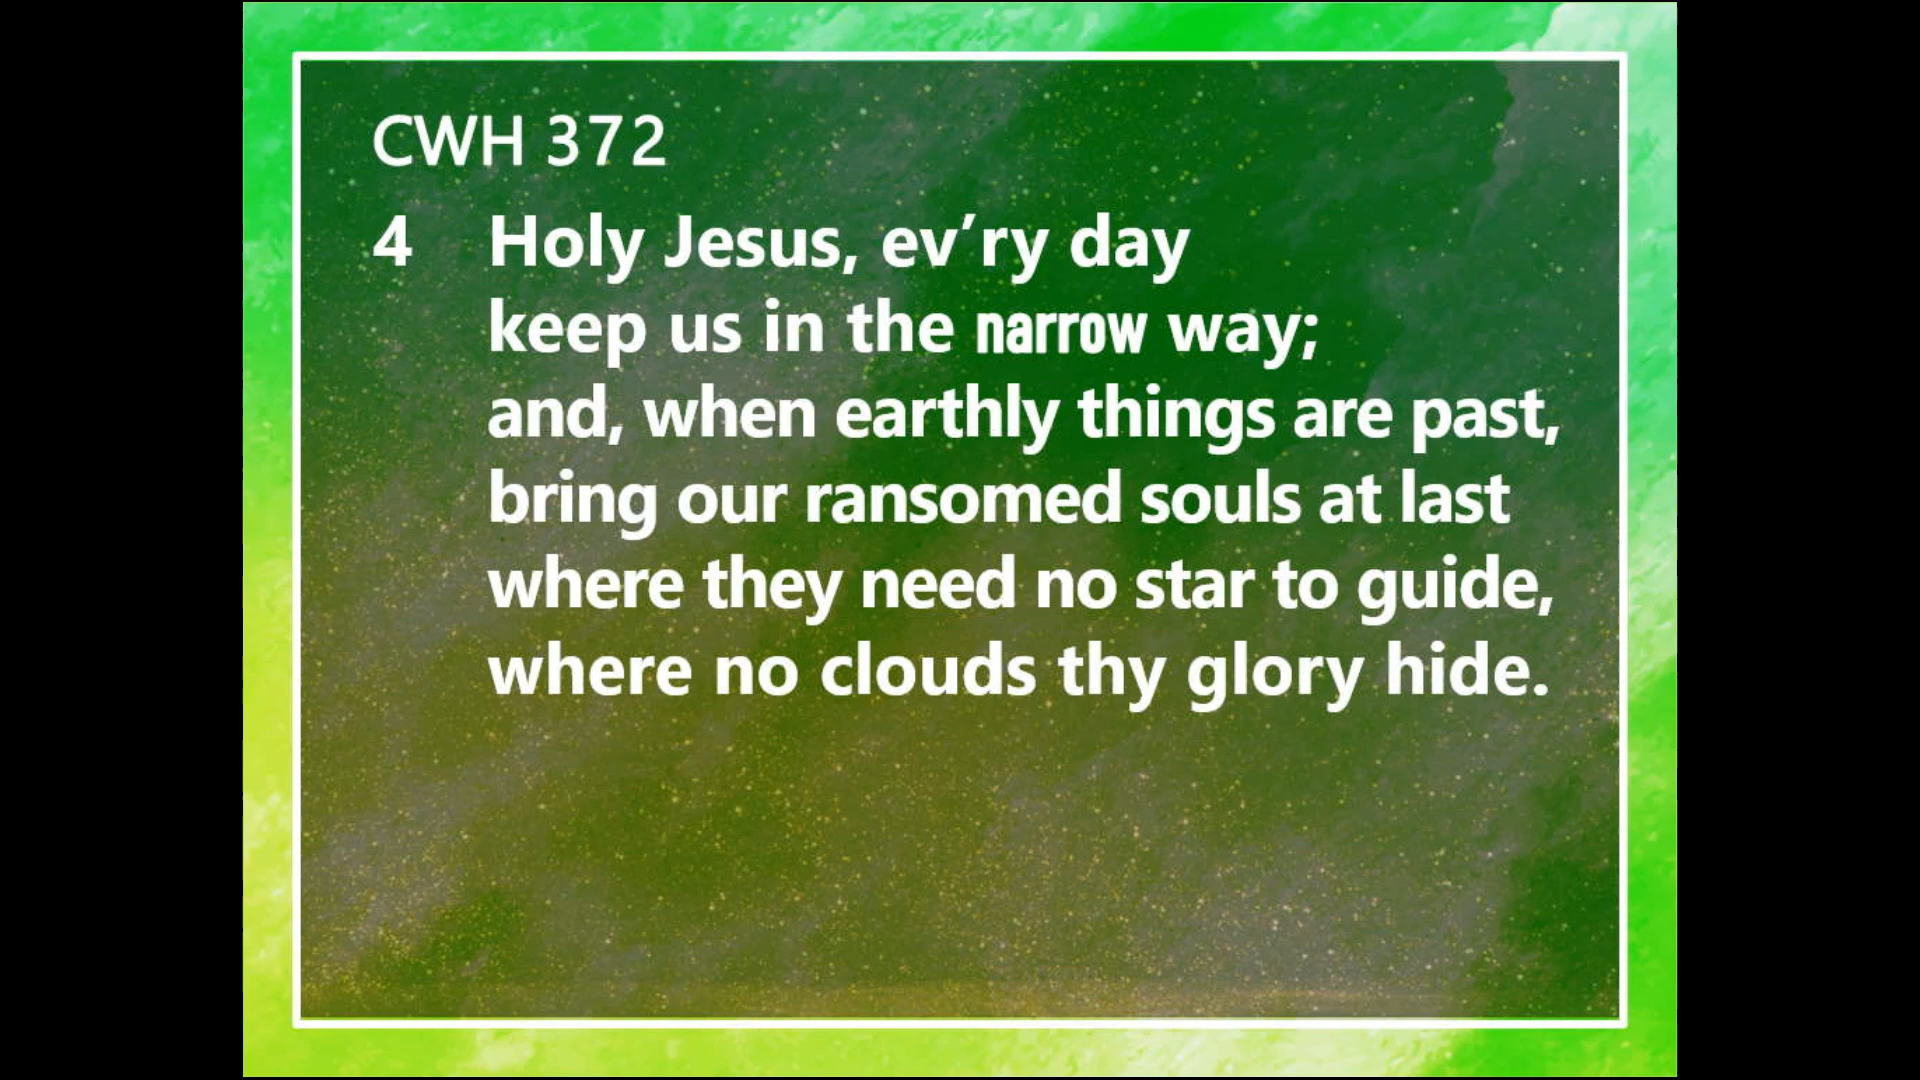 CWH 372
4 Holy Jesus, ev’ry day
keep us in the narrow way;
and, when earthly things are past,
bring our ransomed souls at last
where they need no star to guide,
where no clouds thy glory hide.